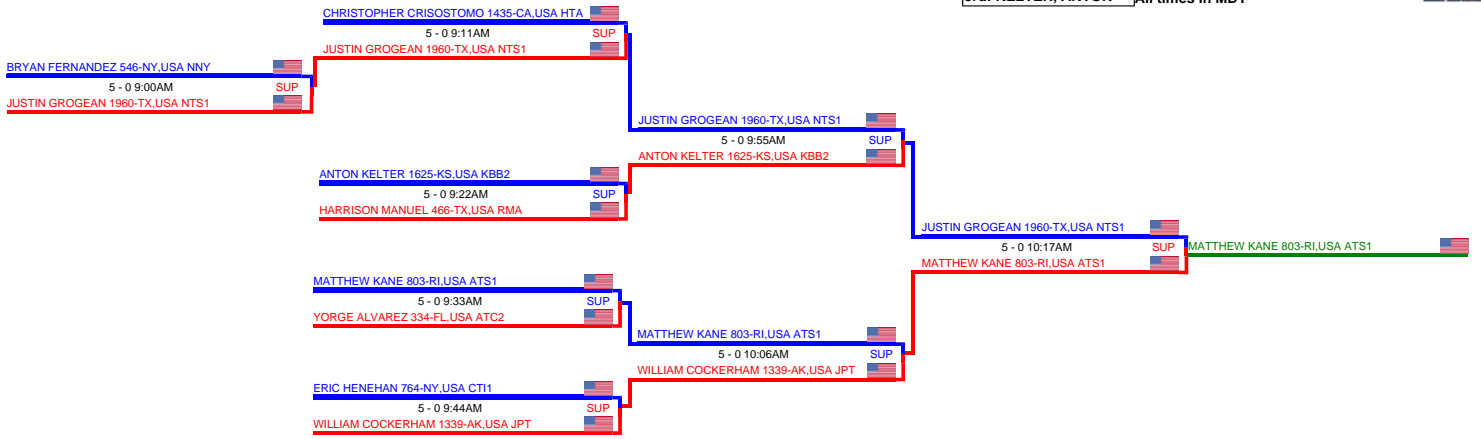 All times in MDT
CHRISTOPHER CRISOSTOMO 1435-CA,USA HTA
5 - 0 9:11AM SUP
JUSTIN GROGEAN 1960-TX,USA NTS1
BRYAN FERNANDEZ 546-NY,USA NNY
5 - 0 9:00AM SUP
JUSTIN GROGEAN 1960-TX,USA NTS1
JUSTIN GROGEAN 1960-TX,USA NTS1
5 - 0 9:55AM SUP
ANTON KELTER 1625-KS,USA KBB2
ANTON KELTER 1625-KS,USA KBB2
5 - 0 9:22AM SUP
HARRISON MANUEL 466-TX,USA RMA
JUSTIN GROGEAN 1960-TX,USA NTS1
5 - 0 10:17AM SUP
MATTHEW KANE 803-RI,USA ATS1
MATTHEW KANE 803-RI,USA ATS1
MATTHEW KANE 803-RI,USA ATS1
5 - 0 9:33AM SUP
YORGE ALVAREZ 334-FL,USA ATC2
MATTHEW KANE 803-RI,USA ATS1
5 - 0 10:06AM SUP
WILLIAM COCKERHAM 1339-AK,USA JPT
ERIC HENEHAN 764-NY,USA CTI1
5 - 0 9:44AM SUP
WILLIAM COCKERHAM 1339-AK,USA JPT